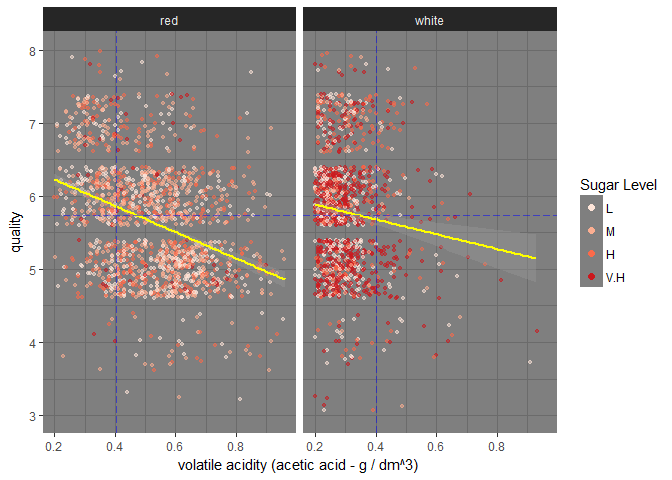 red white
8
7
6
5
4
3
quality
0.2 0.4 0.6 0.8 0.2 0.4 0.6 0.8
volatile acidity (acetic acid - g / dm^3)
Sugar Level
L
M
H
V.H